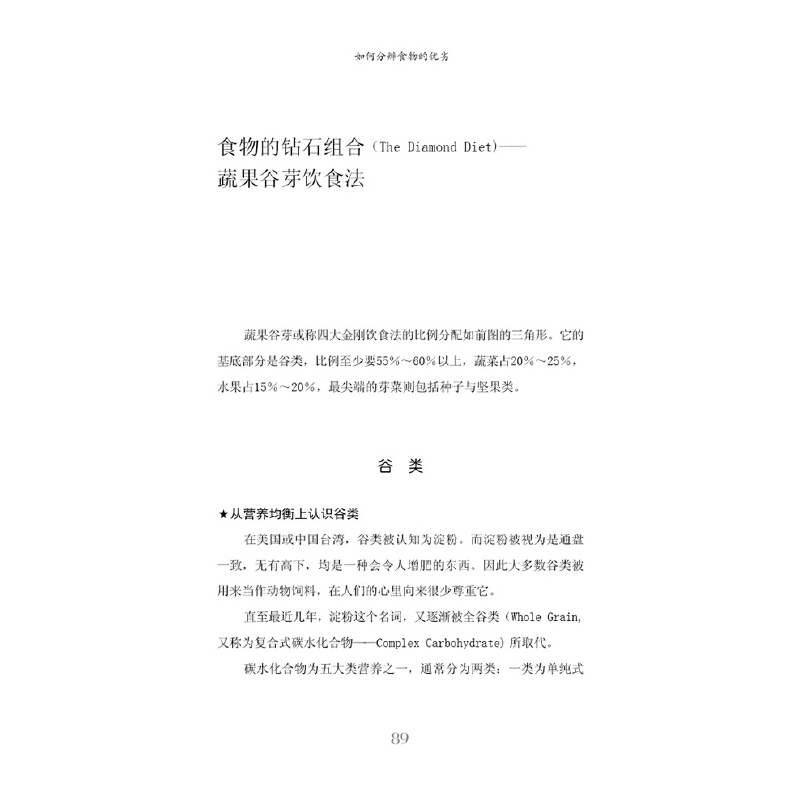 如何分辨食物的优劣
食物的钻石组合(The Diamond Diet)——
蔬果谷芽饮食法
蔬果谷芽或称四大金刚饮食法的比例分配如前图的三角形。它的
基底部分是谷类，比例至少要55%～60%以上，蔬菜占20%～25%，
水果占15%～20%，最尖端的芽菜则包括种子与坚果类。
谷 类
★从营养均衡上认识谷类
在美国或中国台湾，谷类被认知为淀粉。而淀粉被视为是通盘
一致，无有高下，均是一种会令人增肥的东西。因此大多数谷类被
用来当作动物饲料，在人们的心里向来很少尊重它。
直至最近几年，淀粉这个名词，又逐渐被全谷类（Whole Grain,
又称为复合式碳水化合物——Complex Carbohydrate）所取代。
碳水化合物为五大类营养之一，通常分为两类：一类为单纯式
89